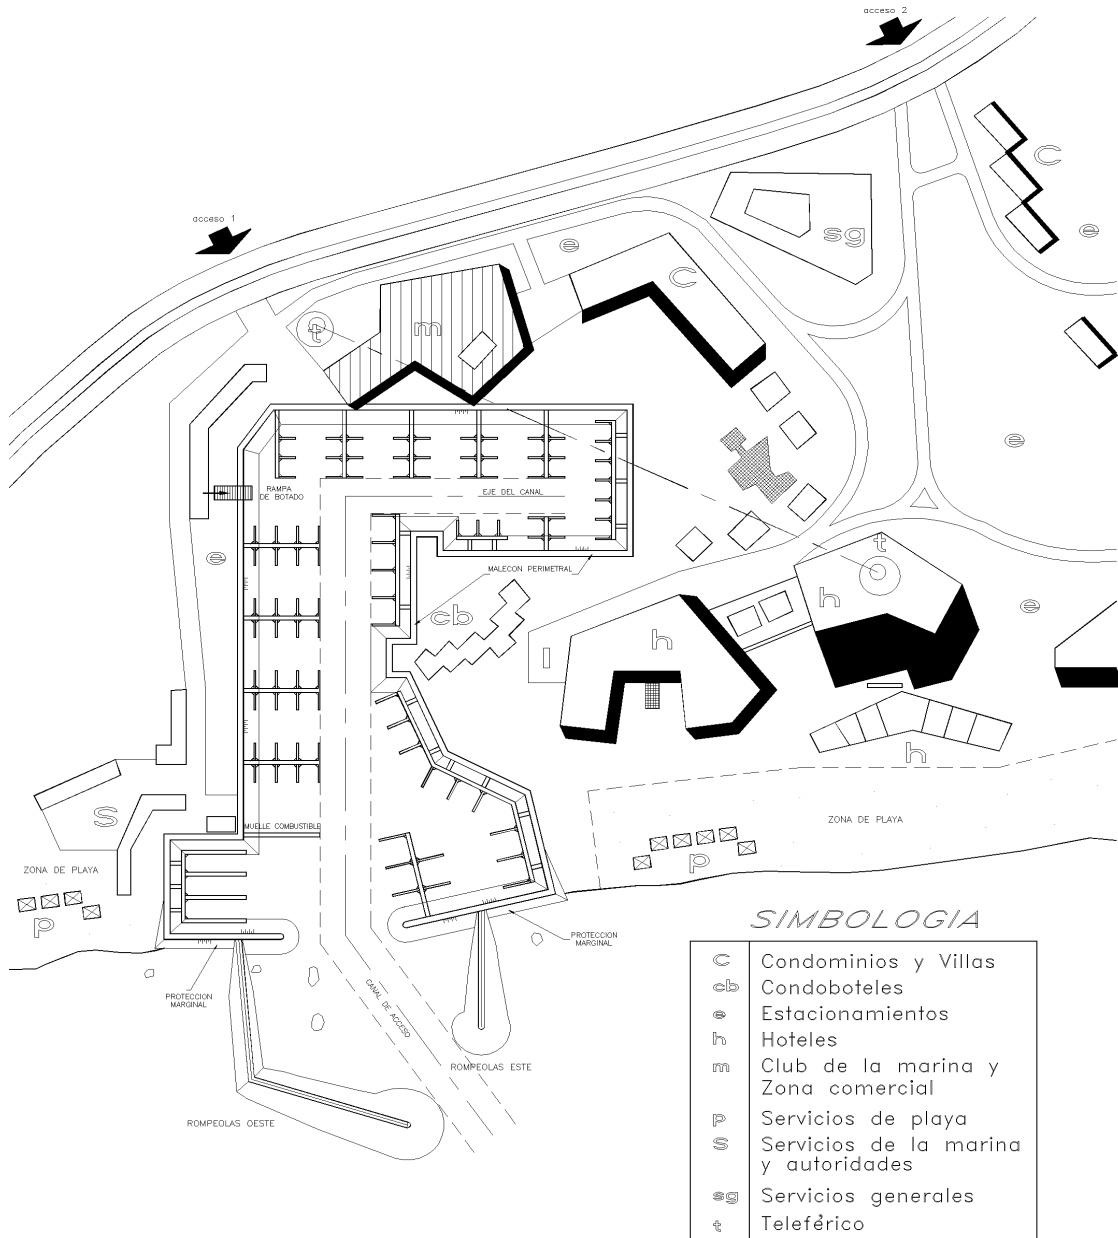 acceso 2
C
acceso 1
e
sg
e
C
t
m
e
RAMPA
DE BOTADO
EJE DEL CANAL
e
t
MALECON PERIMETRAL
cb
h
h
e
l
h
S
MUELLE COMBUSTIBLE
ZONA DE PLAYA
ZONA DE PLAYA
p
p
PROTECCION
MARGINAL
PROTECCION
MARGINAL
CANAL DE ACCESO
ROMPEOLAS ESTE
ROMPEOLAS OESTE
SIMBOLOGIA
C Condominios y Villas
cb Condoboteles
e Estacionamientos
h Hoteles
m Club de la marina y
Zona comercial
p Servicios de playa
S Servicios de la marina
y autoridades
sg Servicios generales
t Teleférico